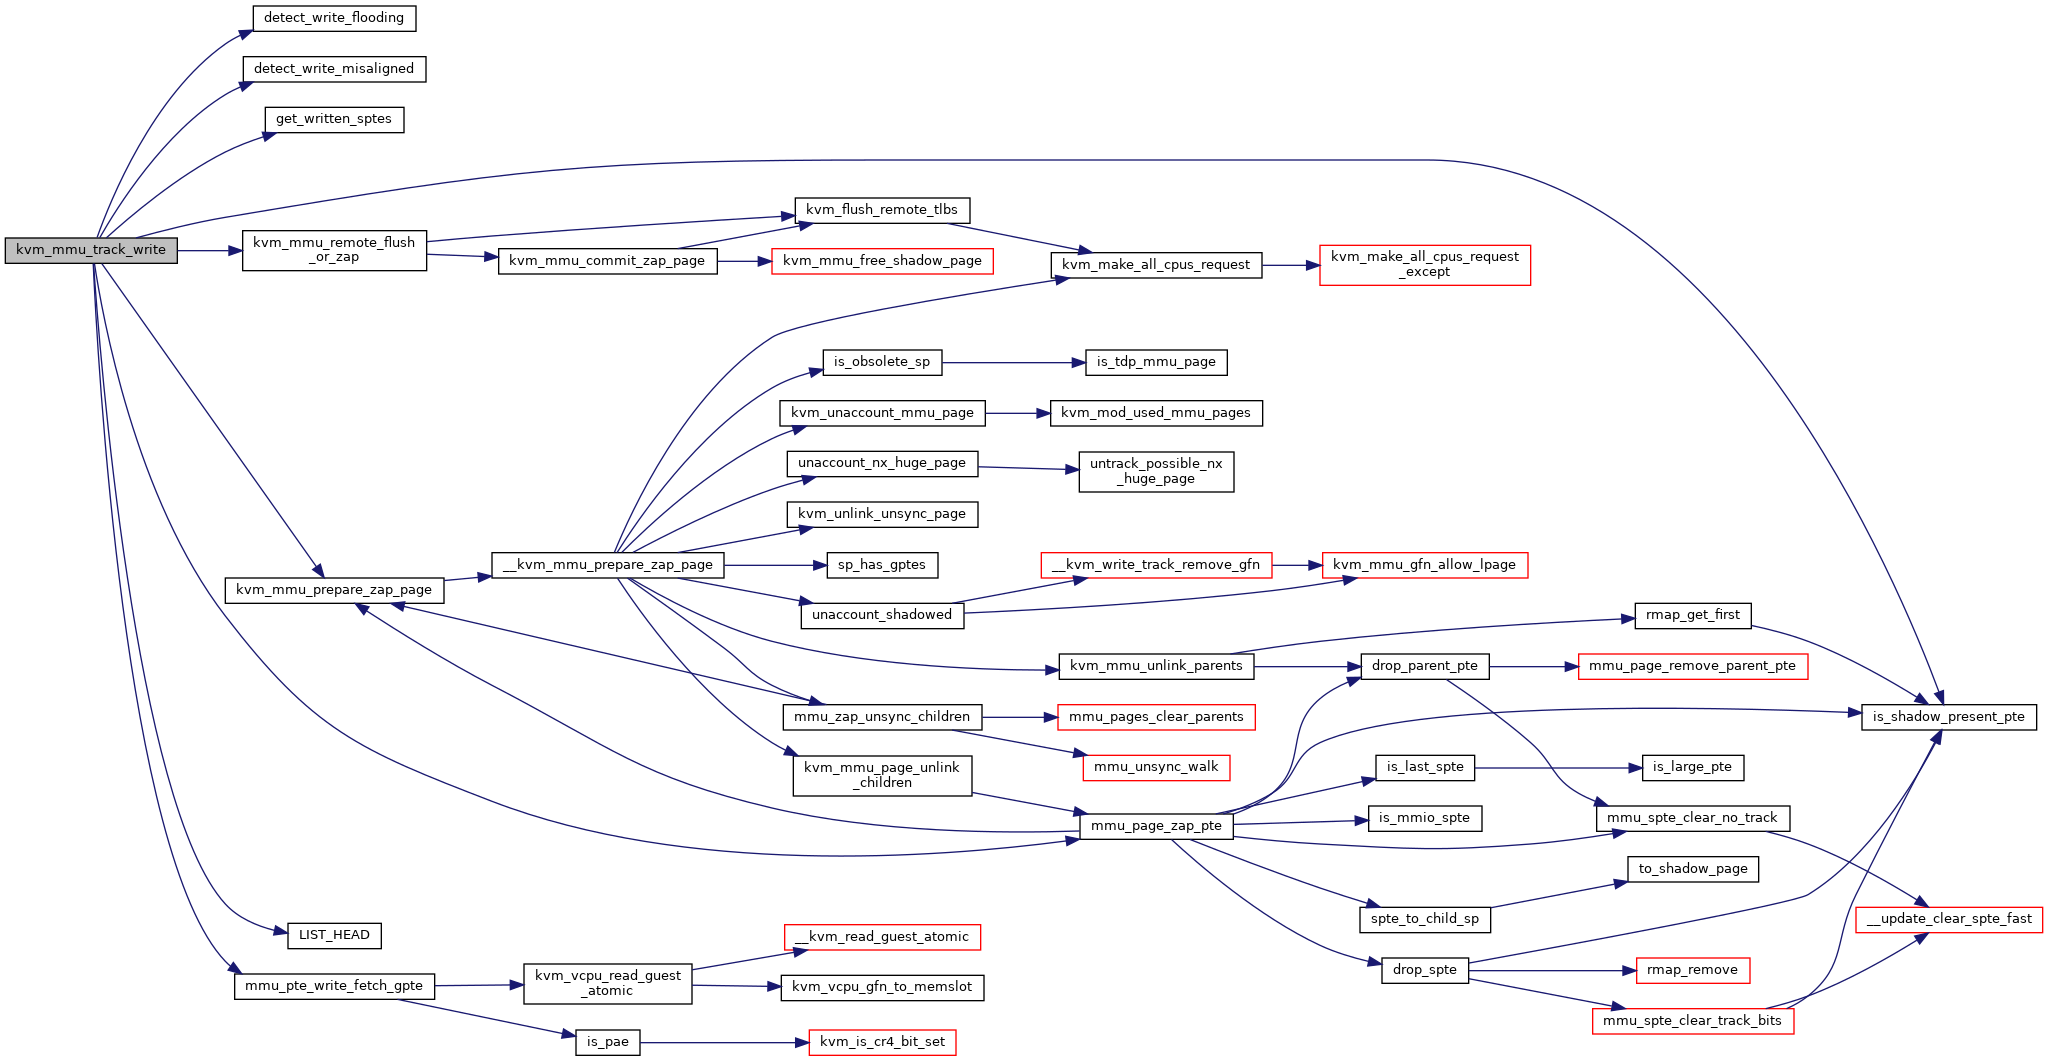 detect_write_flooding
detect_write_misaligned
get_written_sptes
kvm_flush_remote_tlbs
kvm_mmu_track_write
kvm_mmu_remote_flush
_or_zap
kvm_mmu_commit_zap_page
kvm_mmu_free_shadow_page
kvm_make_all_cpus_request
kvm_make_all_cpus_request
_except
is_obsolete_sp
is_tdp_mmu_page
kvm_unaccount_mmu_page
kvm_mod_used_mmu_pages
unaccount_nx_huge_page
untrack_possible_nx
_huge_page
kvm_unlink_unsync_page
__kvm_mmu_prepare_zap_page
sp_has_gptes
__kvm_write_track_remove_gfn
kvm_mmu_gfn_allow_lpage
kvm_mmu_prepare_zap_page
unaccount_shadowed
rmap_get_first
kvm_mmu_unlink_parents
drop_parent_pte
mmu_page_remove_parent_pte
mmu_zap_unsync_children
mmu_pages_clear_parents
is_shadow_present_pte
mmu_unsync_walk
kvm_mmu_page_unlink
_children
is_last_spte
is_large_pte
mmu_page_zap_pte
is_mmio_spte
mmu_spte_clear_no_track
to_shadow_page
spte_to_child_sp
__update_clear_spte_fast
LIST_HEAD
__kvm_read_guest_atomic
drop_spte
rmap_remove
mmu_pte_write_fetch_gpte
kvm_vcpu_read_guest
_atomic
kvm_vcpu_gfn_to_memslot
mmu_spte_clear_track_bits
is_pae
kvm_is_cr4_bit_set